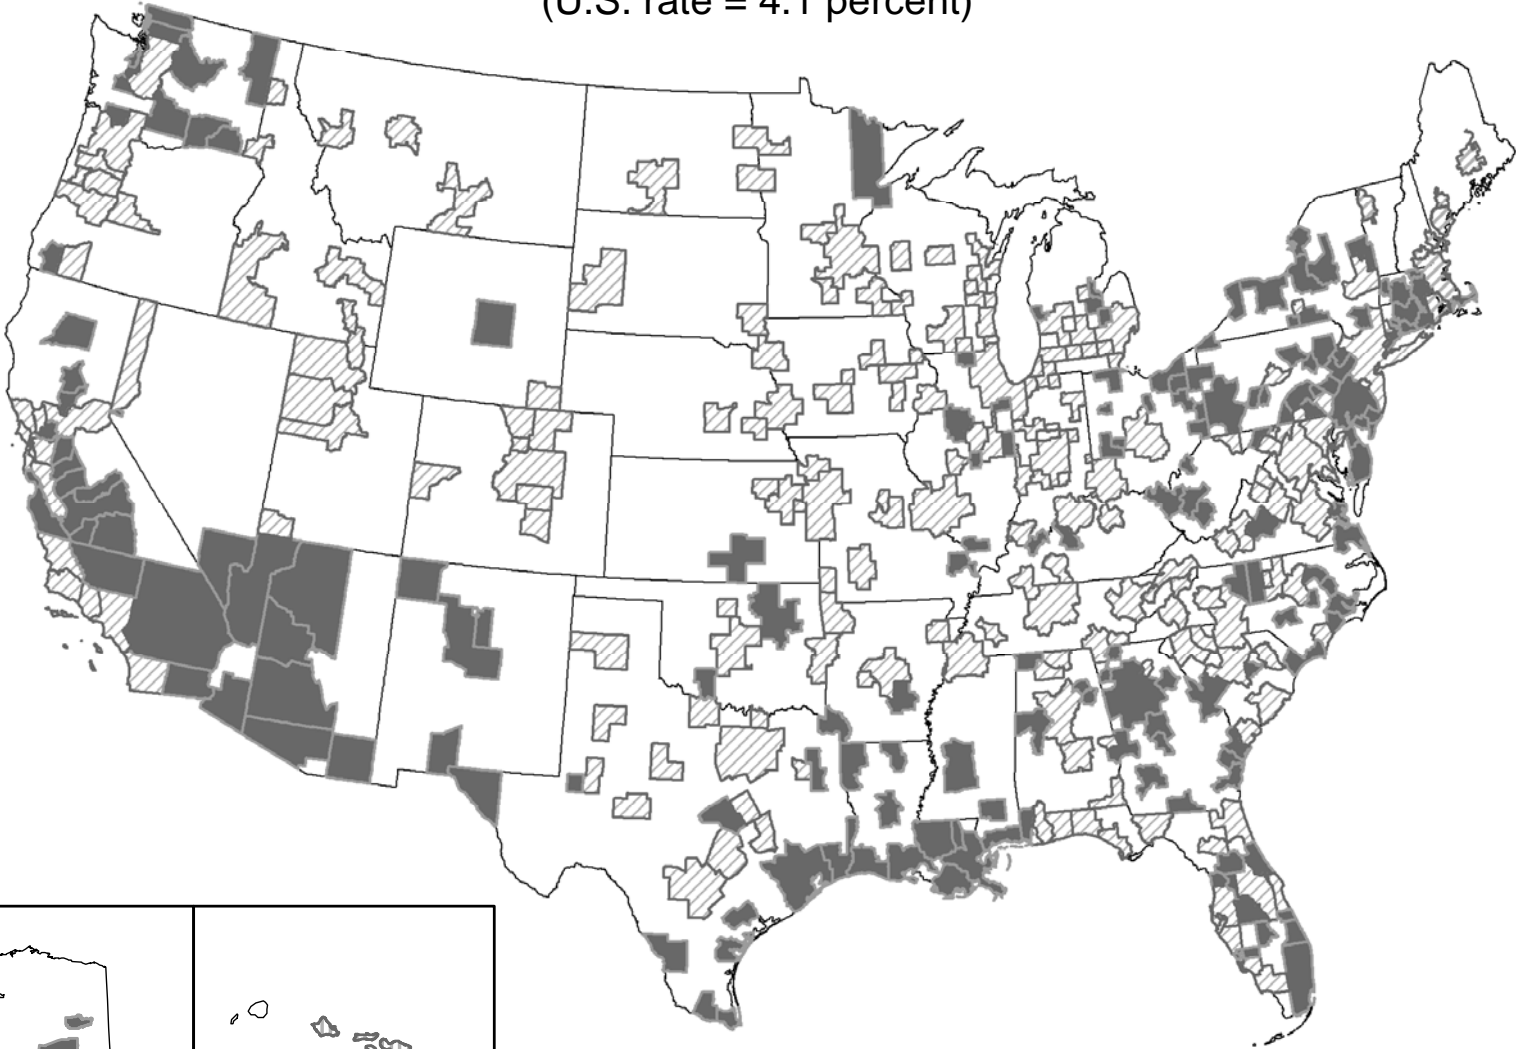 (U.S. rate = 4.1 percent)